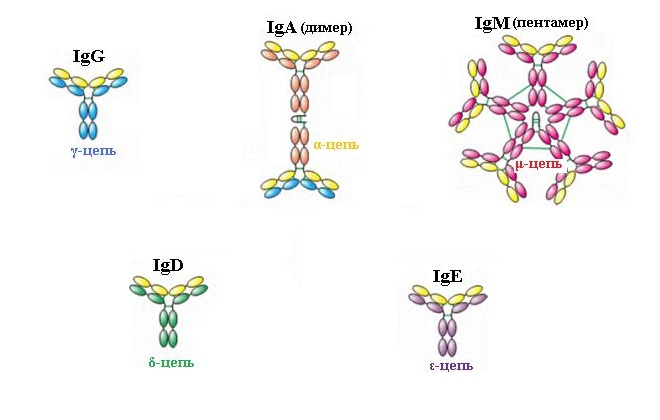 IgG
γ-цепь
IgA (димер)
α-цепь
IgM (пентамер)
μ-цепь
IgD
δ-цепь
IgE
ε-цепь